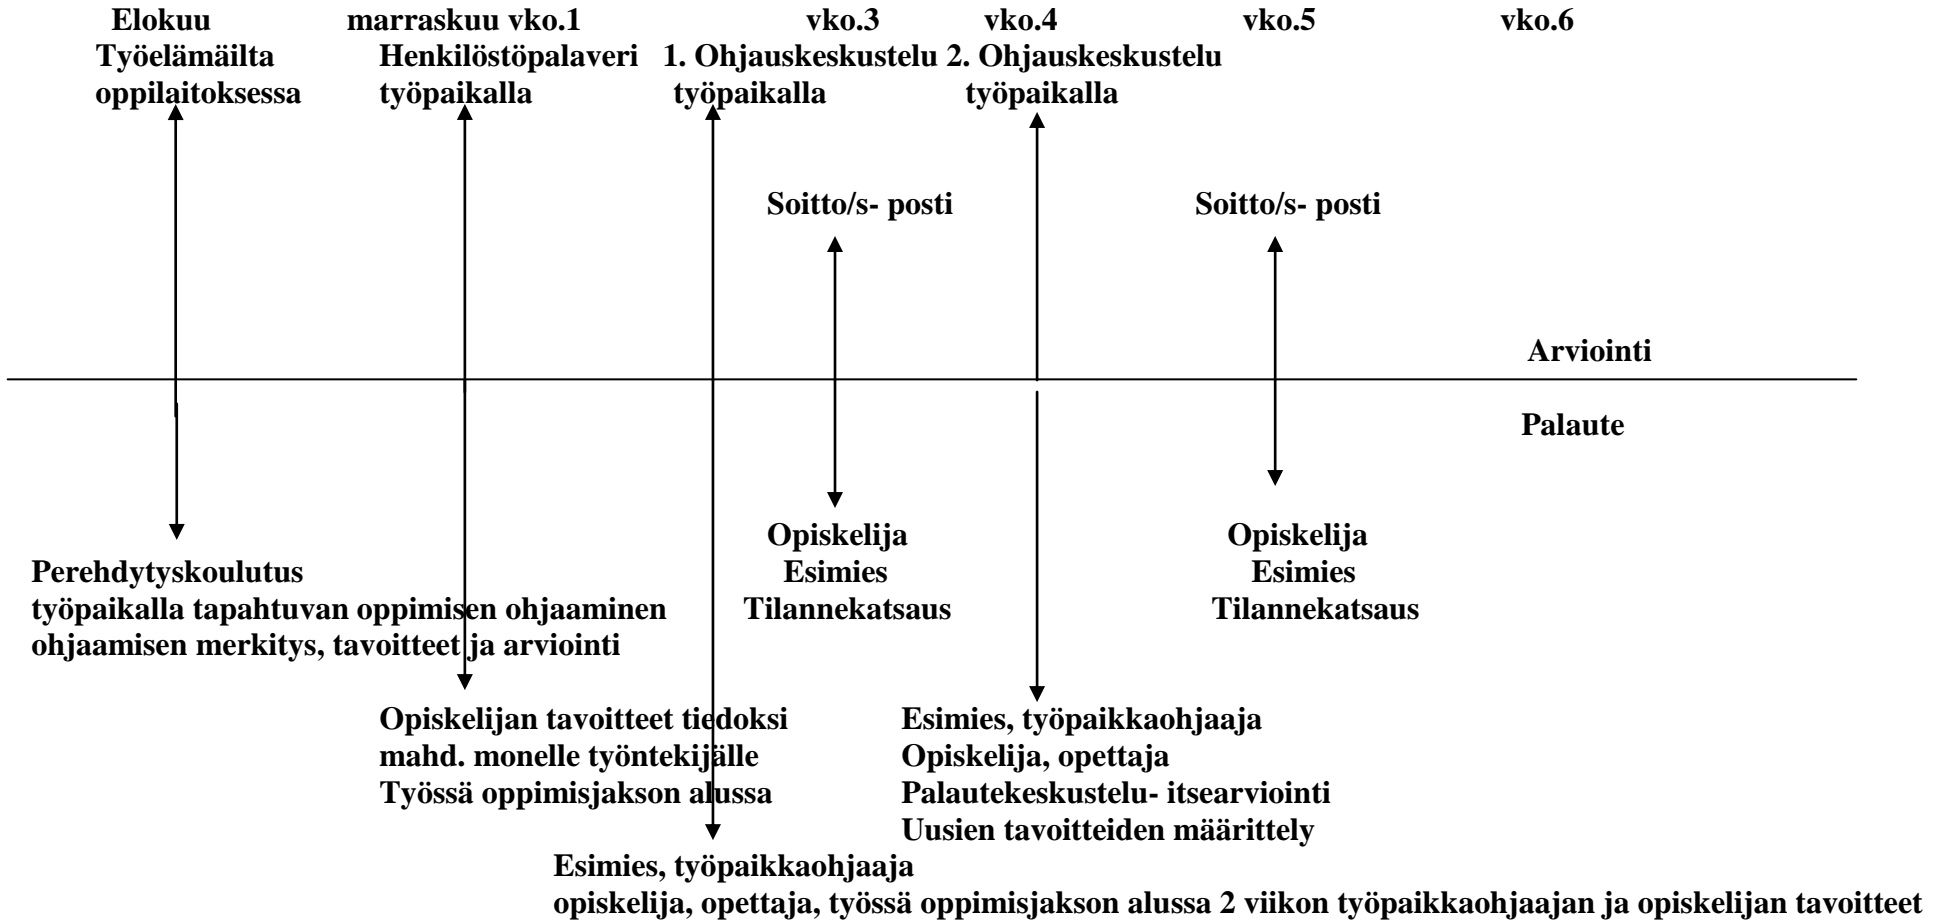 Elokuu marraskuu vko.1 vko.3 vko.4 vko.5 vko.6
Työelämäilta Henkilöstöpalaveri 1. Ohjauskeskustelu 2. Ohjauskeskustelu
oppilaitoksessa työpaikalla työpaikalla työpaikalla
Soitto/s- posti Soitto/s- posti
Arviointi
Palaute
Opiskelija Opiskelija
Esimies Esimies
Tilannekatsaus Tilannekatsaus
Perehdytyskoulutus
työpaikalla tapahtuvan oppimisen ohjaaminen
ohjaamisen merkitys, tavoitteet ja arviointi
Opiskelijan tavoitteet tiedoksi
mahd. monelle työntekijälle
Työssä oppimisjakson alussa
Esimies, työpaikkaohjaaja
Opiskelija, opettaja
Palautekeskustelu- itsearviointi
Uusien tavoitteiden määrittely
Esimies, työpaikkaohjaaja
opiskelija, opettaja, työssä oppimisjakson alussa 2 viikon työpaikkaohjaajan ja opiskelijan tavoitteet